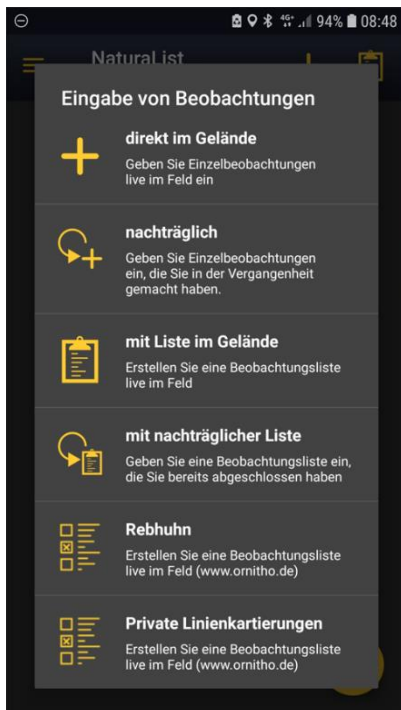 4G+ 94% 08:48
NaturaList
Eingabe von Beobachtungen
direkt im Gelände
Geben Sie Einzelbeobachtungen
live im Feld ein
nachträglich
Geben Sie Einzelbeobachtungen
ein, die Sie in der Vergangenheit
gemacht haben.
mit Liste im Gelände
Erstellen Sie eine Beobachtungsliste
live im Feld
mit nachträglicher Liste
Geben Sie eine Beobachtungsliste ein,
die Sie bereits abgeschlossen haben
Rebhuhn
Erstellen Sie eine Beobachtungsliste
live im Feld (www.ornitho.de)
Private Linienkartierungen
Erstellen Sie eine Beobachtungsliste
live im Feld (www.ornitho.de)